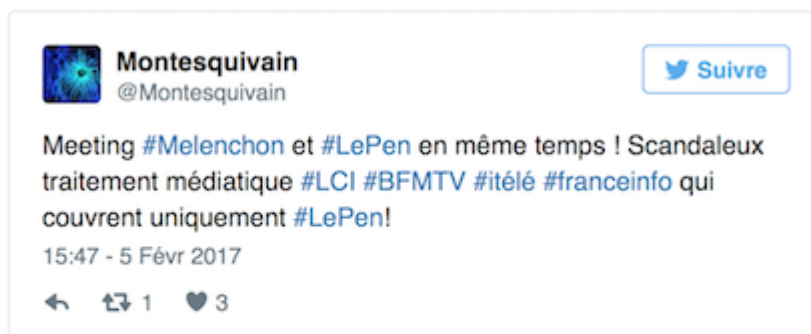 Montesquivain
@Montesquivain
Suivre
Meeting #Melenchon et #LePen en même temps ! Scandaleux
traitement médiatique #LCI #BFMTV #itélé #franceinfo qui
couvrent uniquement #LePen!
15:47 - 5 Févr 2017
1 3